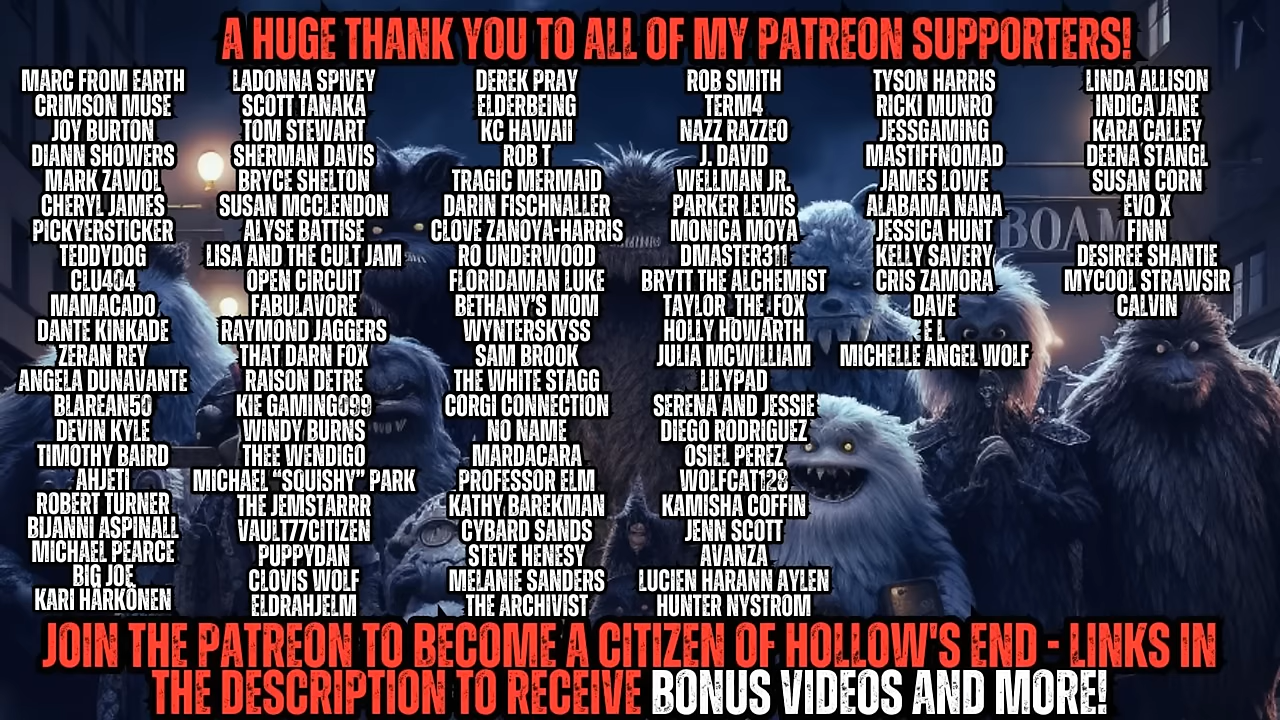 A HUGE THANK YOU TO ALL OF MY PATREON SUPPORTERS!
MARC FROM EARTH
CRIMSON MUSE
JOY BURTON
DIANN SHOWERS
MARK ZAWOL
CHERYL JAMES
PICKYERSTICKER
TEDDYDOG
CLU404
MAMACADO
DANTE KINKADE
ZERAN REY
ANGELA DUNAVANTE
BLAREAN50
DEVIN KYLE
TIMOTHY BAIRD
AHJETI
ROBERT TURNER
BIJANNI ASPINALL
MICHAEL PEARCE
BIG JOE
KARI HARKONEN
LADONNA SPIVEY
SCOTT TANAKA
TOM STEWART
SHERMAN DAVIS
BRYCE SHELTON
SUSAN MCCLENDON
ALYSE BATTISE
LISA AND THE CULT JAM
OPEN CIRCUIT
FABULAVORE
RAYMOND JAGGERS
THAT DARN FOX
RAISON DETRE
KIE GAMING099
WINDY BURNS
THEE WENDIGO
MICHAEL “SQUISHY” PARK
THE JEMSTARRR
VAULT77CITIZEN
PUPPYDAN
CLOVIS WOLF
ELDRAHJELM
DEREK PRAY
ELDERBEING
KC HAWAII
ROB T
TRAGIC MERMAID
DARIN FISCHNALLER
CLOVE ZANOYA-HARRIS
RO UNDERWOOD
FLORIDAMAN LUKE
BETHANY'S MOM
WYNTERSKYSS
SAM BROOK
THE WHITE STAGG
CORGI CONNECTION
NO NAME
MARDACARA
PROFESSOR ELM
KATHY BAREKMAN
CYBARD SANDS
STEVE HENESY
MELANIE SANDERS
THE ARCHIVIST
ROB SMITH
TERM4
NAZZ RAZZEO
J. DAVID
WELLMAN JR.
PARKER LEWIS
MONICA MOYA
DMASTER311
BRYTT THE ALCHEMIST
TAYLOR_THE_FOX
HOLLY HOWARTH
JULIA MCWILLIAM
LILYPAD
SERENA AND JESSIE
DIEGO RODRIGUEZ
OSIEL PEREZ
WOLFCAT128
KAMISHA COFFIN
JENN SCOTT
AVANZA
LUCIEN HARANN AYLEN
HUNTER NYSTROM
TYSON HARRIS
RICKI MUNRO
JESSGAMING
MASTIFFNOMAD
JAMES LOWE
ALABAMA NANA
JESSICA HUNT
KELLY SAVERY
CRIS ZAMORA
DAVE
E L
MICHELLE ANGEL WOLF
LINDA ALLISON
INDICA JANE
KARA CALLEY
DEENA STANGL
SUSAN CORN
EVO X
FINN
DESIREE SHANTIE
MYCOOL STRAWSIR
CALVIN
BOAM
JOIN THE PATREON TO BECOME A CITIZEN OF HOLLOW'S END - LINKS IN
THE DESCRIPTION TO RECEIVE BONUS VIDEOS AND MORE!